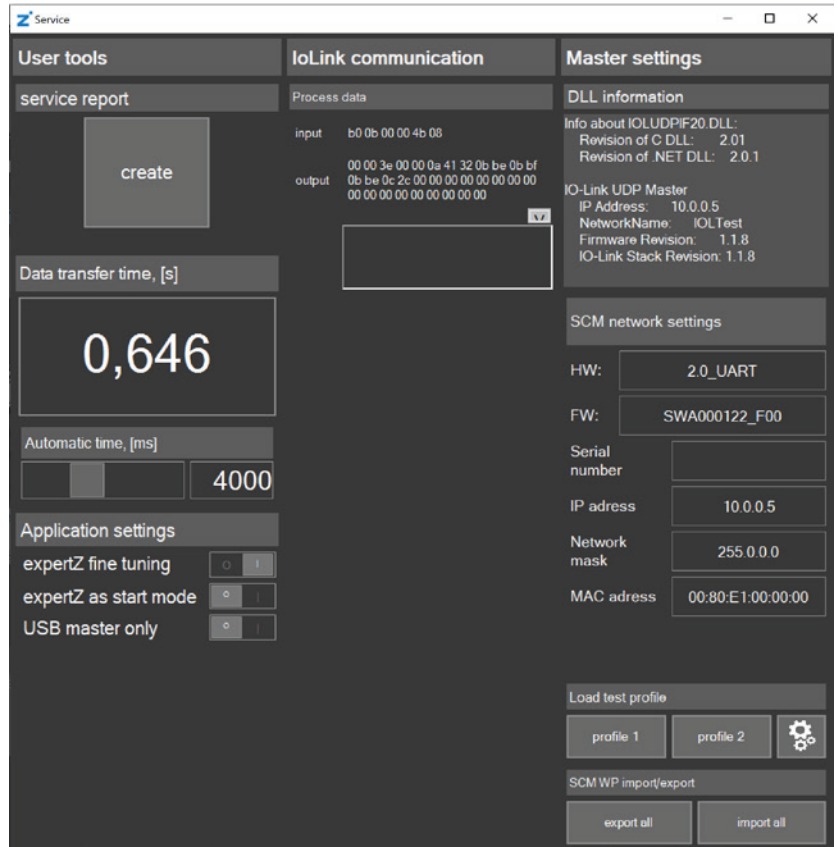 Service
User tools
service report
create
Data transfer time, [s]
0,646
Automatic time, [ms]
4000
Application settings
expertZ fine tuning
O I
expertZ as start mode
O I
USB master only
O I
IoLink communication
Process data
input b0 0b 00 00 4b 08
output
00 00 3e 00 00 0a 41 32 0b be 0b bf
0b be 0c 2c 00 00 00 00 00 00 00 00
00 00 00 00 00 00 00 00
Master settings
DLL information
Info about IOLUDPIF20.DLL:
Revision of C DLL: 2.01
Revision of .NET DLL: 2.0.1
IO-Link UDP Master
IP Address: 10.0.0.5
NetworkName: IOLTest
Firmware Revision: 1.1.8
IO-Link Stack Revision: 1.1.8
SCM network settings
HW: 2.0_UART
FW: SWA000122_F00
Serial
number
IP adress 10.0.0.5
Network
mask
255.0.0.0
MAC adress 00:80:E1:00:00:00
Load test profile
profile 1 profile 2
SCM WP import/export
export all import all